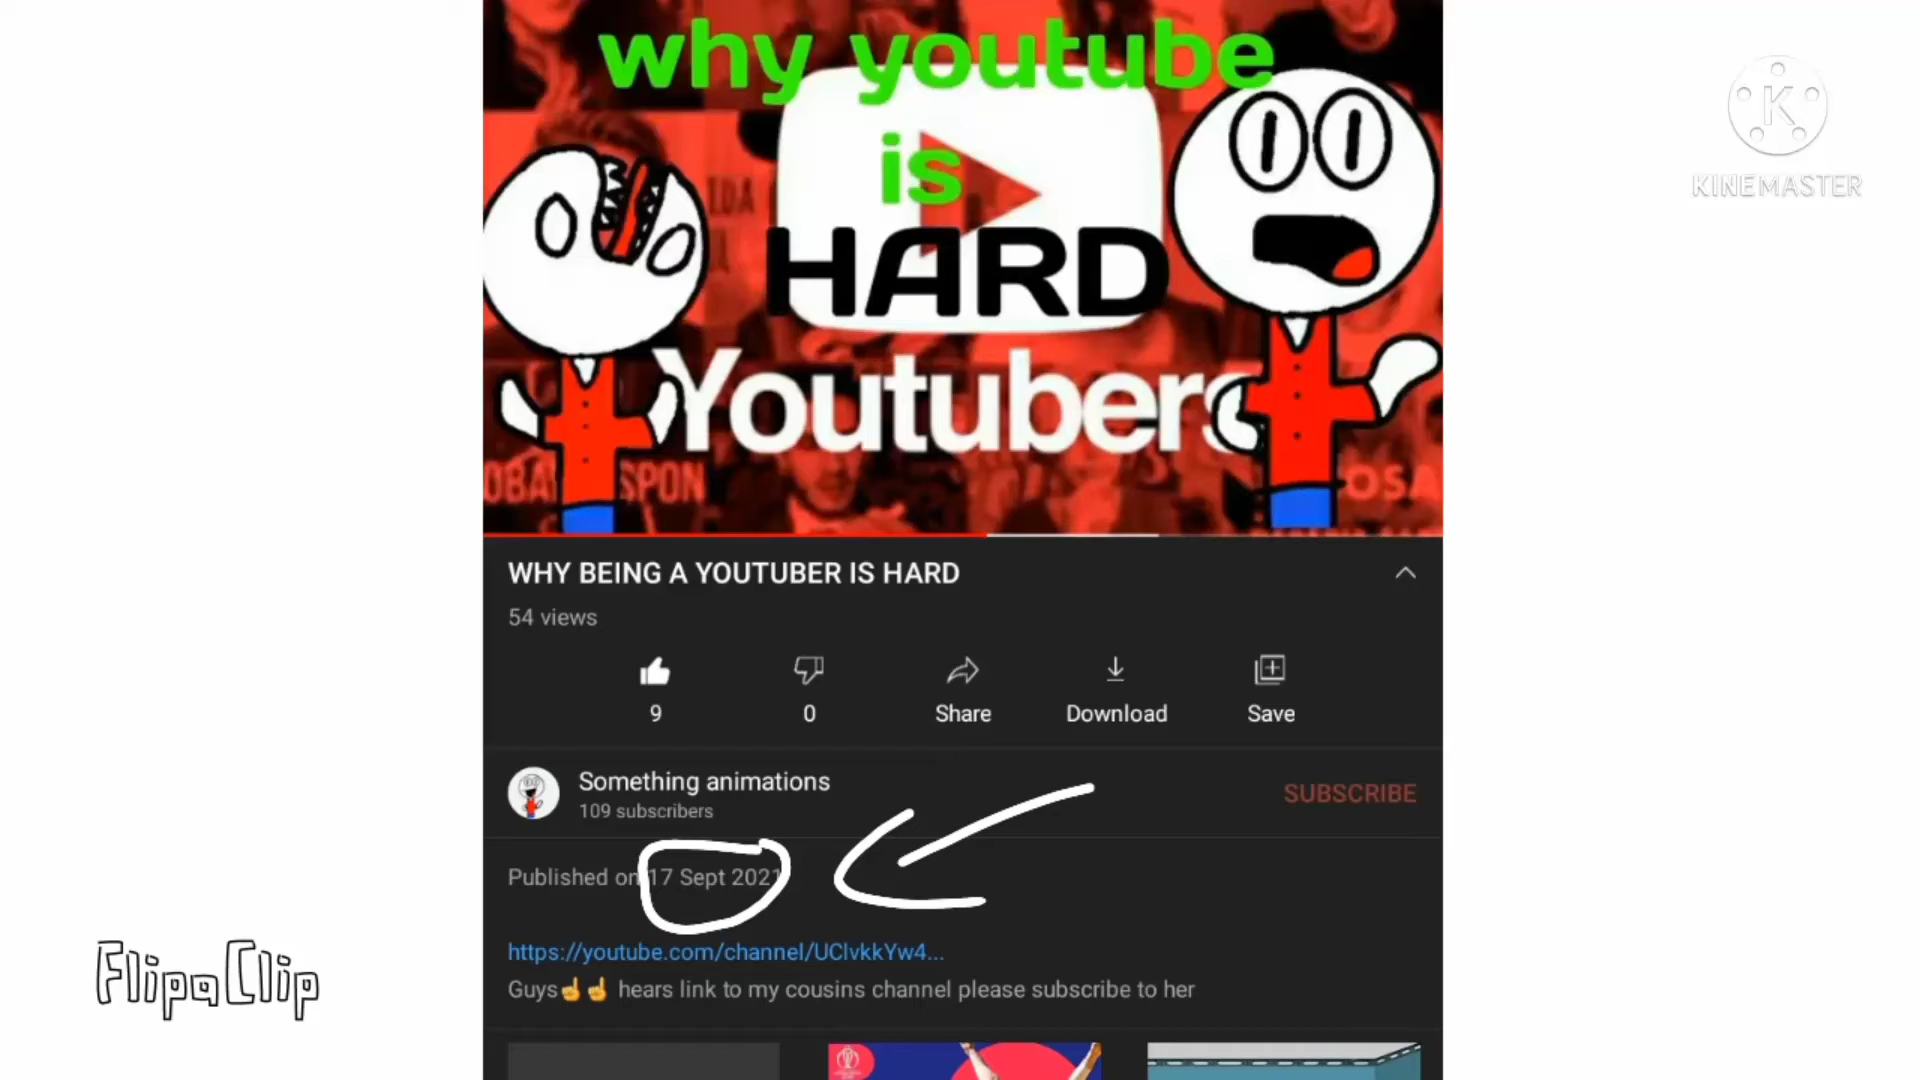 why youtube
is
HARD
Youtubers
SPON
OSA
K
KINEMASTER
WHY BEING A YOUTUBER IS HARD
54 views
9
0
Share
Download
Save
Something animations
109 subscribers
SUBSCRIBE
Published on 17 Sept 2021
https://youtube.com/channel/UClvkkYw4...
Guys☝️☝️ hears link to my cousins channel please subscribe to her
FlipaClip